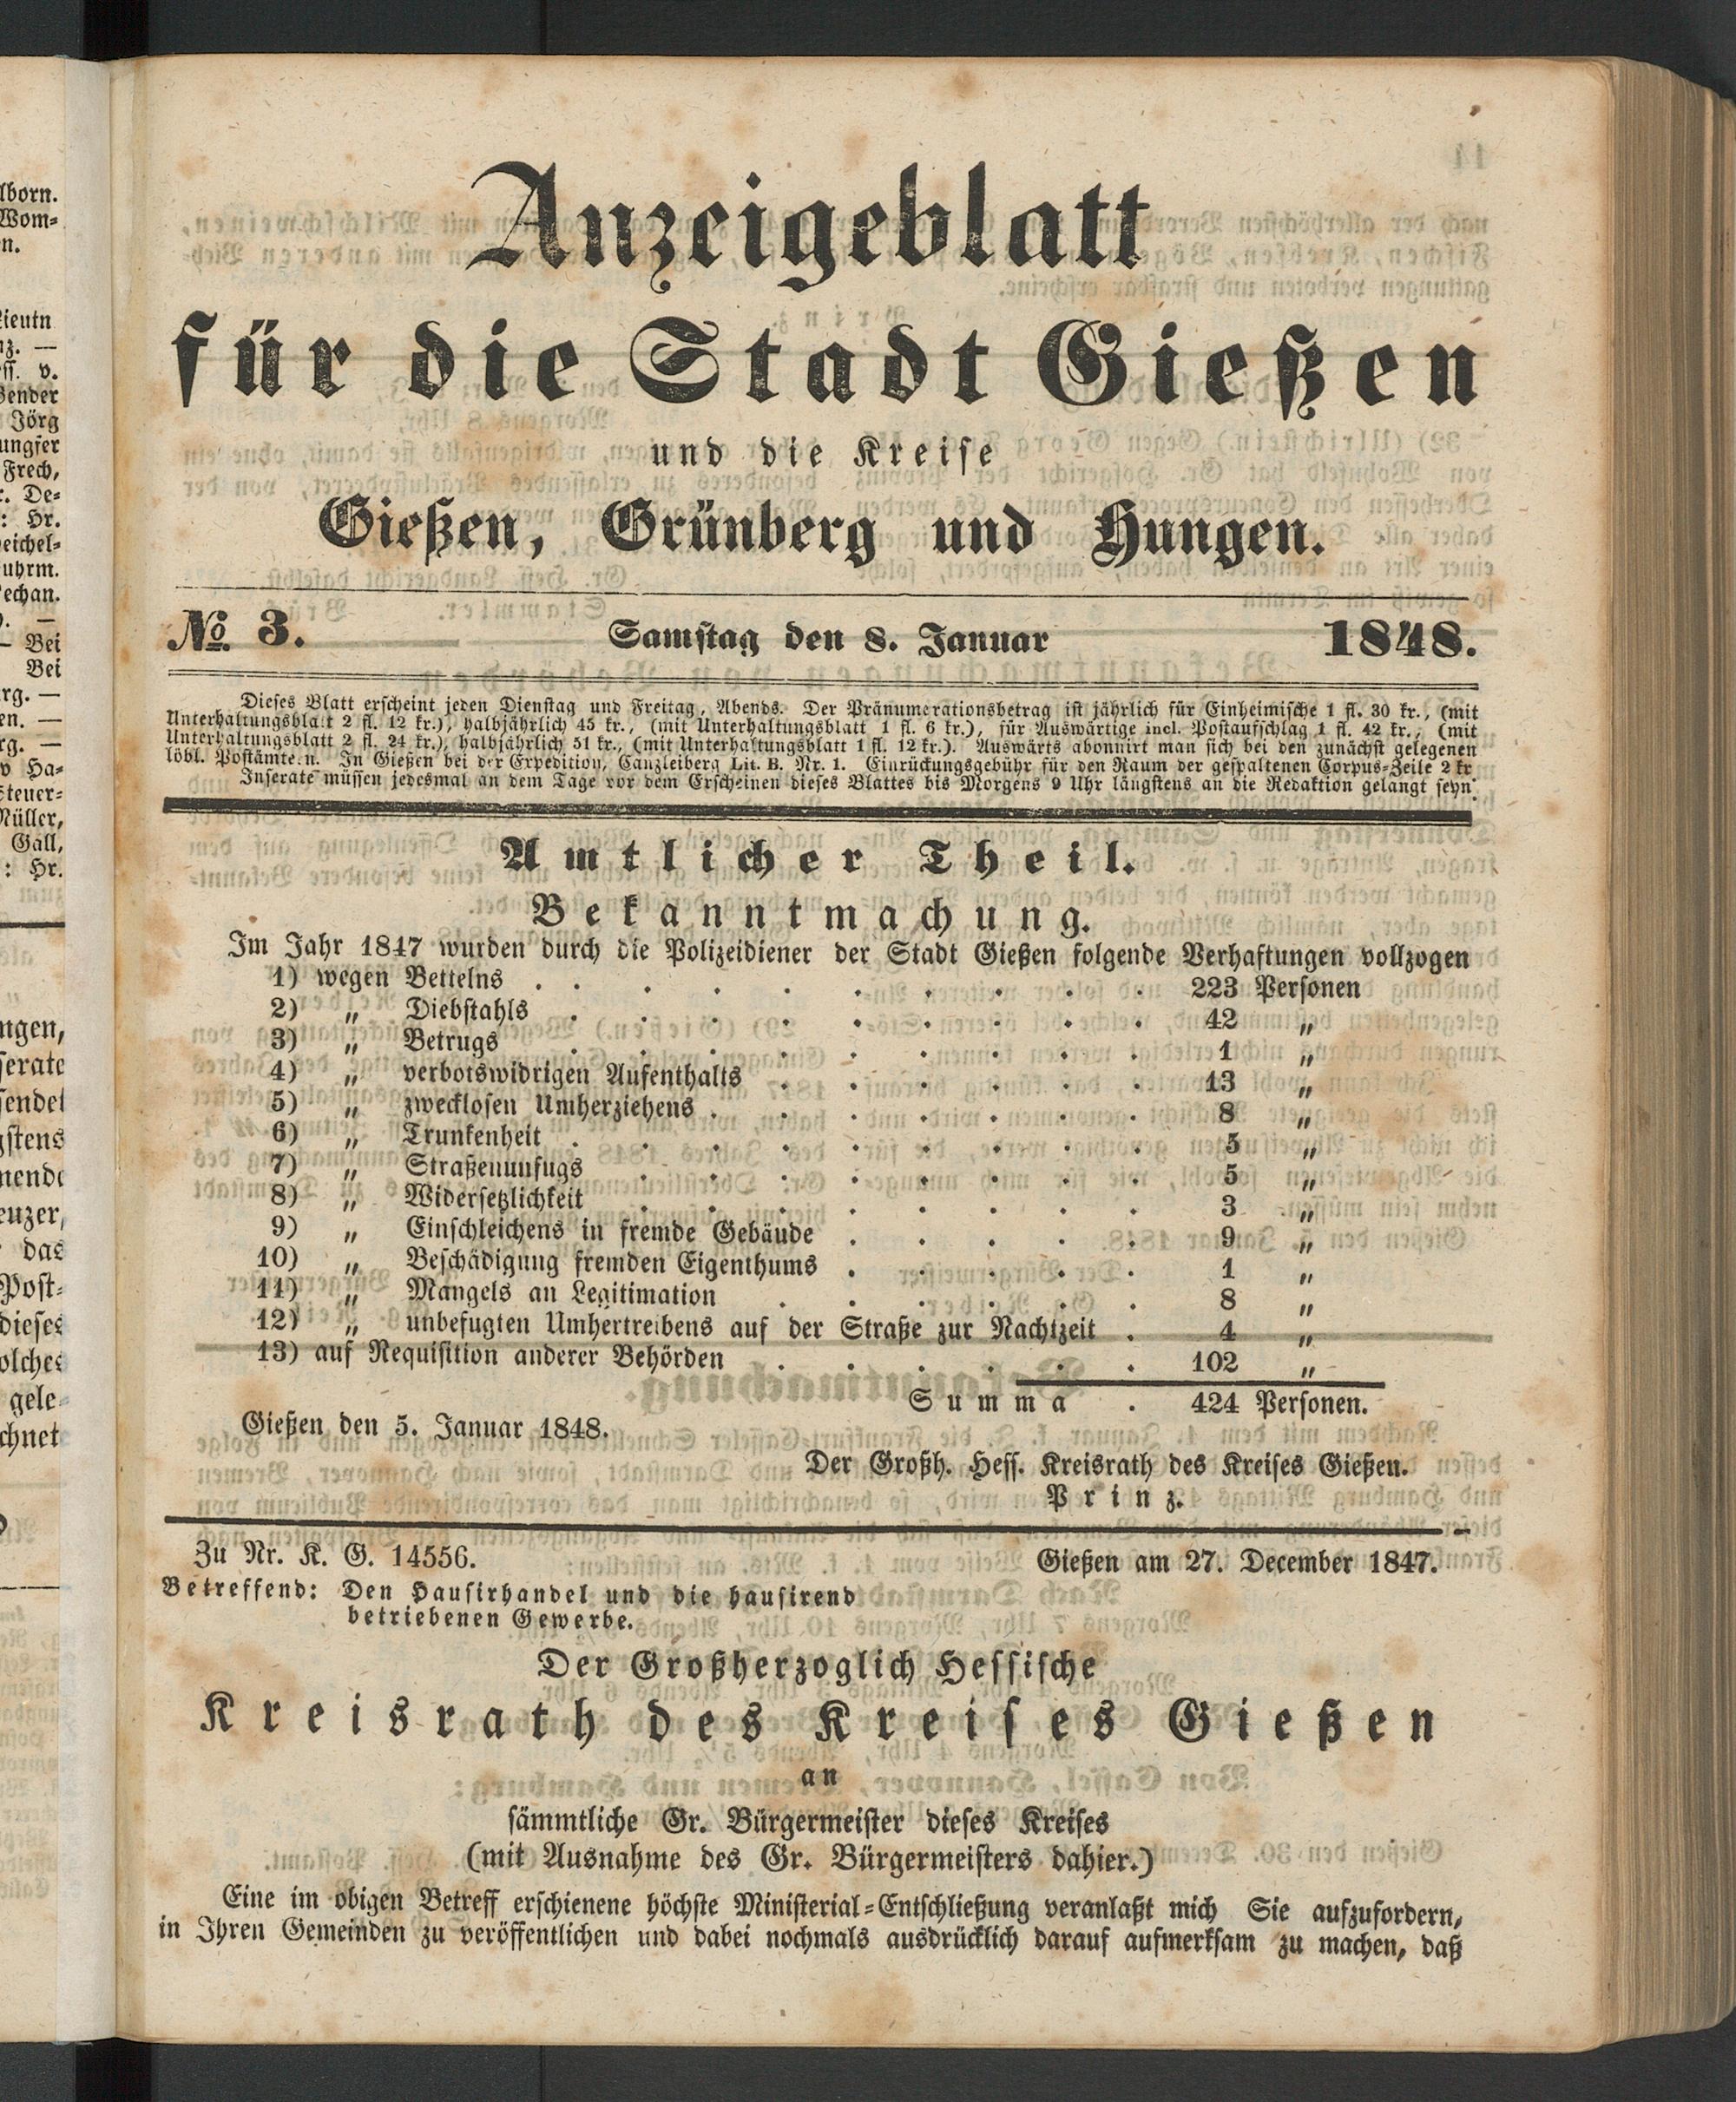 Anzeigeblatt
für die Stadt Gießen
und die Kreise
Gießen, Grünberg und Hungen.
№ 3. Samstag den 8. Januar 1848.
Dieses Blatt erscheint jeden Dienstag und Freitag, Abends. Der Pränumerationsbetrag ist jährlich für Einheimische 1 fl. 30 kr., (mit
Unterhaltungsblatt 2 fl. 12 kr.), halbjährlich 45 kr., (mit Unterhaltungsblatt 1 fl. 6 kr.), für Auswärtige incl. Postaufschlag 1 fl. 42 kr., (mit
Unterhaltungsblatt 2 fl. 24 kr.), halbjährlich 51 kr., (mit Unterhaltungsblatt 1 fl. 12 kr.). Auswärts abonnirt man sich bei den zunächst gelegenen
löbl. Postämtern. In Gießen bei der Expedition, Canzleiberg Lit. B. Nr. 1. Einrückungsgebühr für den Raum der gespaltenen Corpus-Zeile 2 kr
Inserate müssen jedesmal an dem Tage vor dem Erscheinen dieses Blattes bis Morgens 9 Uhr längstens an die Redaktion gelangt seyn.
Amtlicher Theil.
Bekanntmachung.
Im Jahr 1847 wurden durch die Polizeidiener der Stadt Gießen folgende Verhaftungen vollzogen
1) wegen Bettelns . . . . . . . . . 223 Personen
2) „ Diebstahls . . . . . . . . . 42 „
3) „ Betrugs . . . . . . . . . 1 „
4) „ verbotswidrigen Aufenthalts . . . . . . 13 „
5) „ zwecklosen Umherziehens . . . . . . . 8 „
6) „ Trunkenheit . . . . . . . . . 5 „
7) „ Straßenunfugs . . . . . . . . 5 „
8) „ Widersetzlichkeit . . . . . . . . 3 „
9) „ Einschleichens in fremde Gebäude . . . . . 9 „
10) „ Beschädigung fremden Eigenthums . . . . . 1 „
11) „ Mangels an Legitimation . . . . . . 8 „
12) „ unbefugten Umhertreibens auf der Straße zur Nachtzeit . 4 „
13) auf Requisition anderer Behörden . . . . . . 102 „
Summa . 424 Personen.
Gießen den 5. Januar 1848.
Der Großh. Hess. Kreisrath des Kreises Gießen.
Prinz.
Zu Nr. K. G. 14556. Gießen am 27. December 1847.
Betreffend: Den Hausirhandel und die hausirend
betriebenen Gewerbe.
Der Großherzoglich Hessische
Kreisrath des Kreises Gießen
an
sämmtliche Gr. Bürgermeister dieses Kreises
(mit Ausnahme des Gr. Bürgermeisters dahier.)
Eine im obigen Betreff erschienene höchste Ministerial-Entschließung veranlaßt mich Sie aufzufordern,
in Ihren Gemeinden zu veröffentlichen und dabei nochmals ausdrücklich darauf aufmerksam zu machen, daß